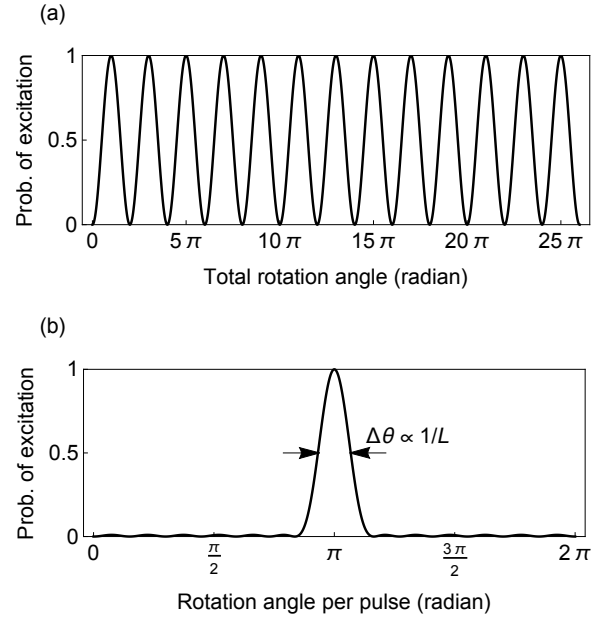 (a)
1
0.5
0
Prob. of excitation
0 5 π 10 π 15 π 20 π 25 π
Total rotation angle (radian)
(b)
1
0.5
0
Prob. of excitation
Δθ ∝ 1/L
0 π/2 π 3 π/2 2 π
Rotation angle per pulse (radian)